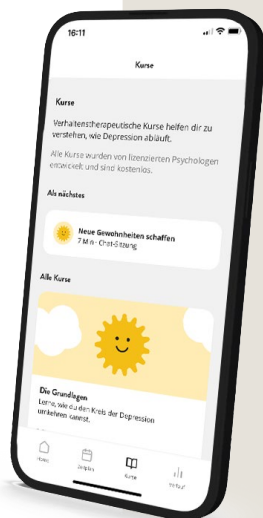 16:11
Kurse
Kurse
Verhaltenstherapeutische Kurse helfen dir zu
verstehen, wie Depression abläuft.
Alle Kurse wurden von lizenzierten Psychologen
entwickelt und sind kostenlos.
Als nächstes
Neue Gewohnheiten schaffen
7 Min · Chat-Sitzung
Alle Kurse
Die Grundlagen
Lerne, wie du den Kreis der Depression
umkehren kannst.
Kurse
Verlauf